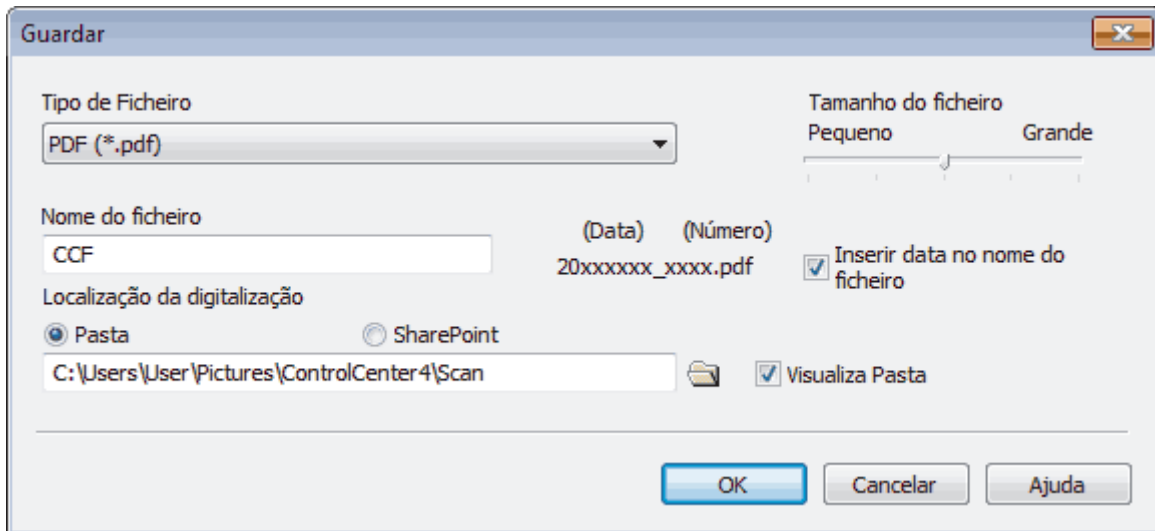 Guardar
Tipo de Ficheiro
PDF (*.pdf)
Tamanho do ficheiro
Pequeno Grande
Nome do ficheiro
CCF
(Data) (Número)
20xxxxxx_xxxx.pdf
Inserir data no nome do
ficheiro
Localização da digitalização
Pasta SharePoint
C:\Users\User\Pictures\ControlCenter4\Scan
Visualiza Pasta
OK Cancelar Ajuda